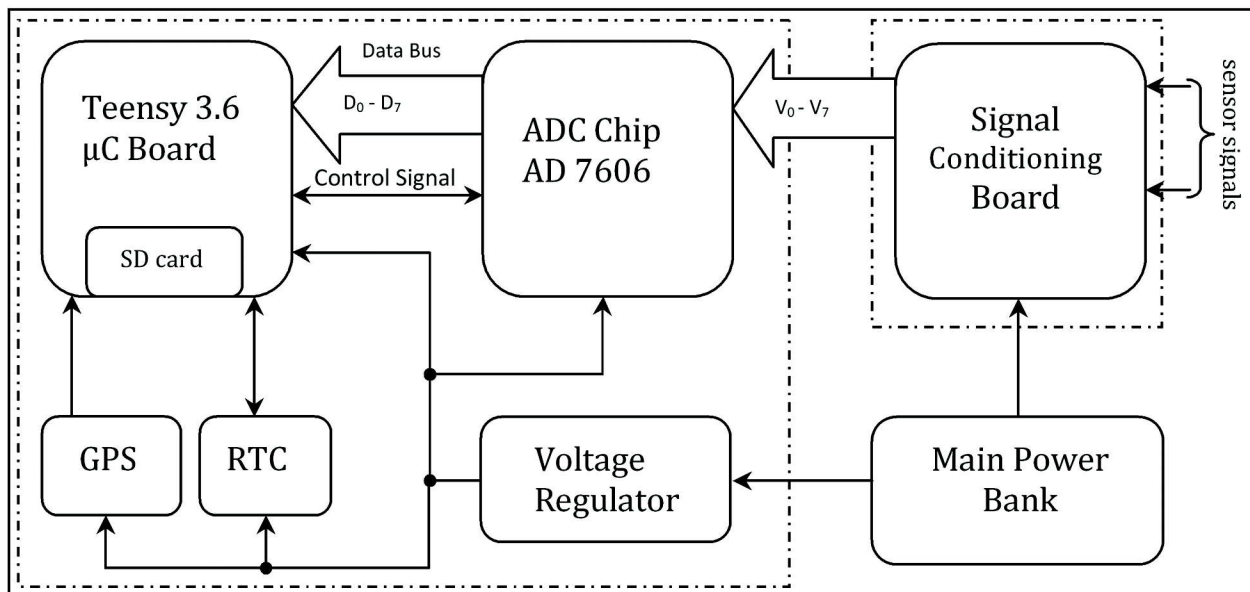 Teensy 3.6
µC Board
SD card
Data Bus
D₀ - D₇
Control Signal
ADC Chip
AD 7606
V₀ - V₇
Signal
Conditioning
Board
sensor signals
GPS
RTC
Voltage
Regulator
Main Power
Bank